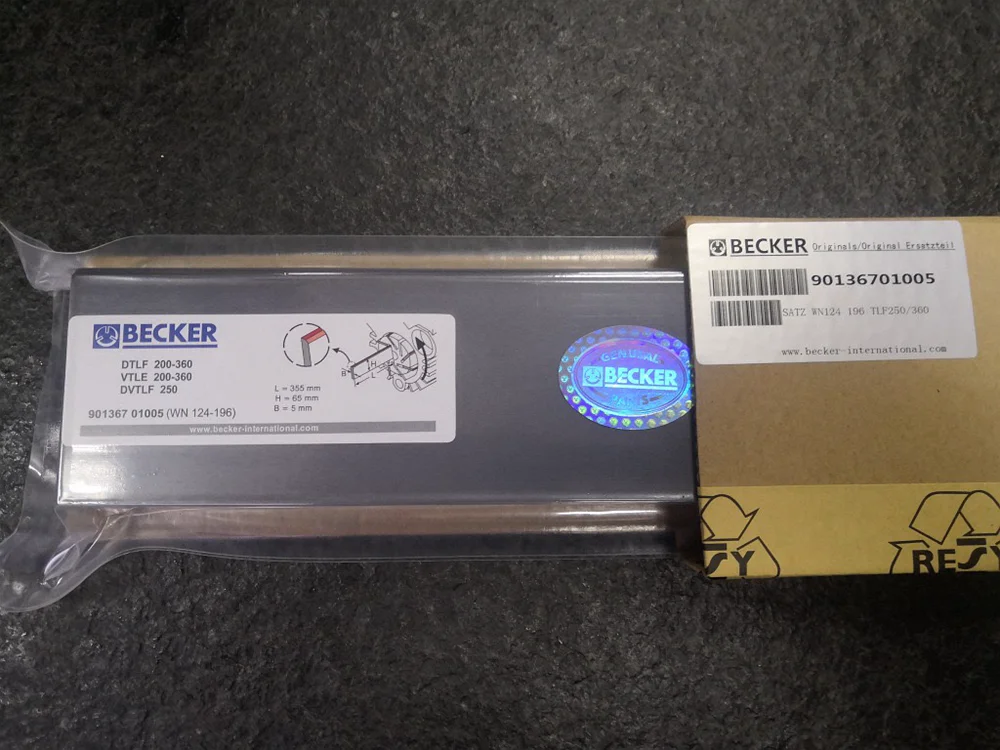 BECKER
DTLF 200-360
VTLE 200-360
DVTLF 250
901367 01005 (WN 124-196)
www.becker-international.com
B
H
L
L = 355 mm
H = 65 mm
B = 5 mm
GENUINE
BECKER
PARTS
BECKER Originals/Original Ersatzteil
90136701005
SATZ WN124 196 TLF250/360
www.becker-international.com
SY
RESY